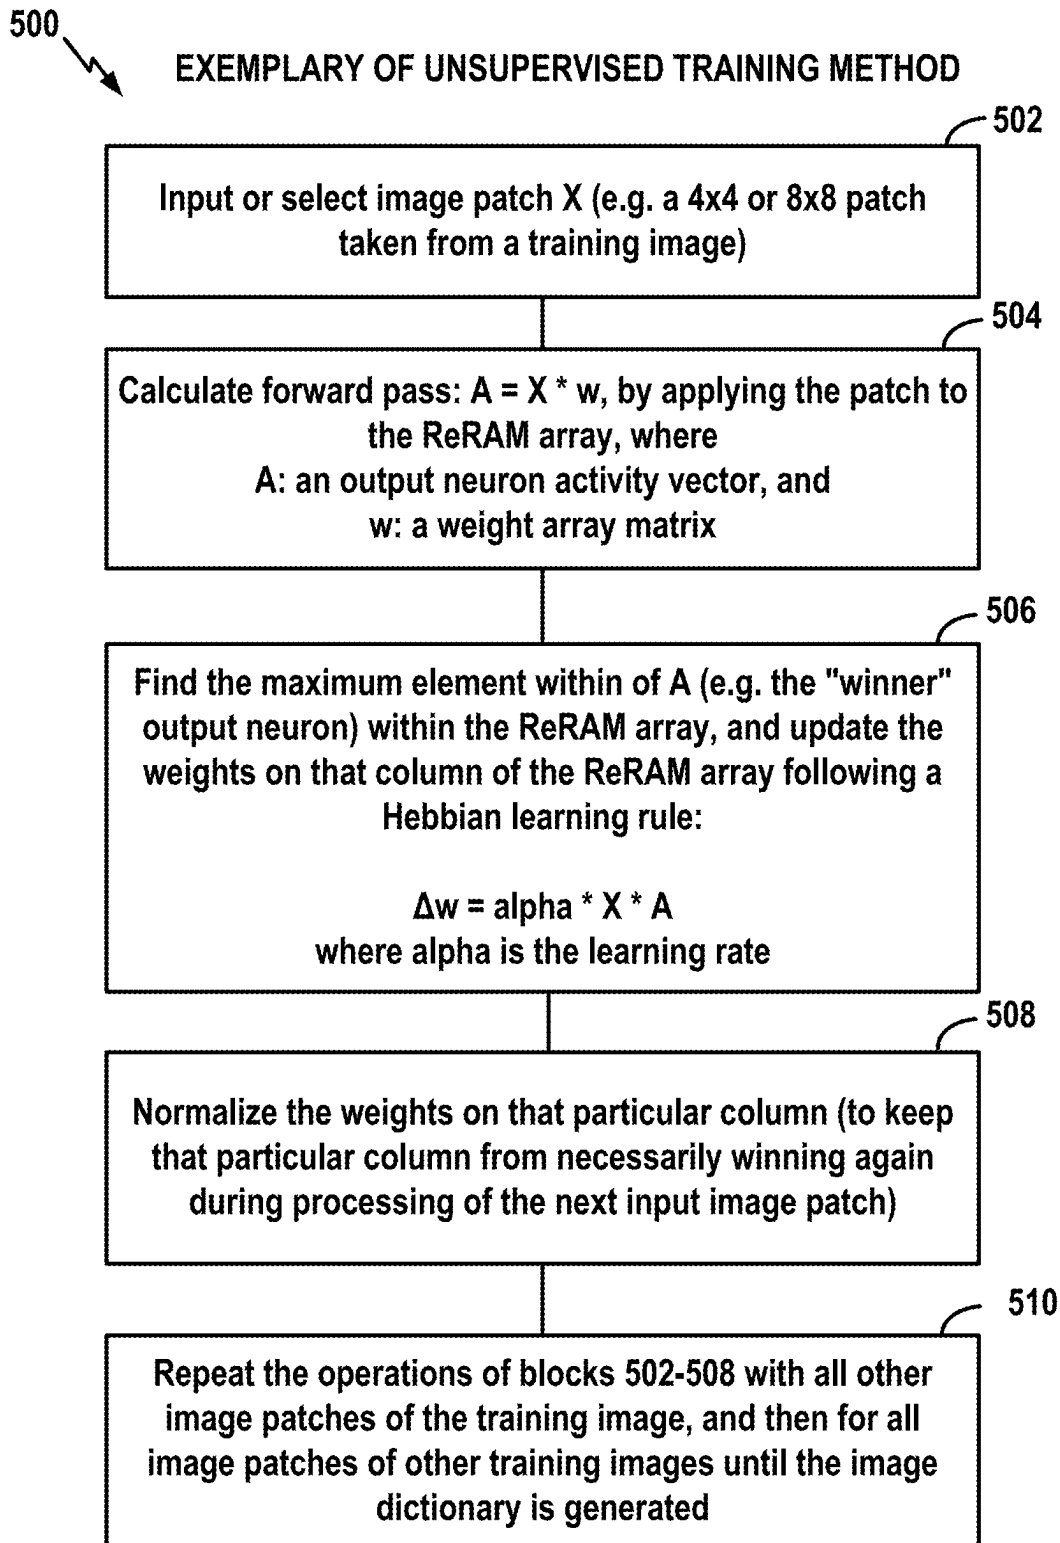 500
EXEMPLARY OF UNSUPERVISED TRAINING METHOD
502
Input or select image patch X (e.g. a 4x4 or 8x8 patch
taken from a training image)
504
Calculate forward pass: A = X * w, by applying the patch to
the ReRAM array, where
A: an output neuron activity vector, and
w: a weight array matrix
506
Find the maximum element within of A (e.g. the "winner"
output neuron) within the ReRAM array, and update the
weights on that column of the ReRAM array following a
Hebbian learning rule:
Δw = alpha * X * A
where alpha is the learning rate
508
Normalize the weights on that particular column (to keep
that particular column from necessarily winning again
during processing of the next input image patch)
510
Repeat the operations of blocks 502-508 with all other
image patches of the training image, and then for all
image patches of other training images until the image
dictionary is generated